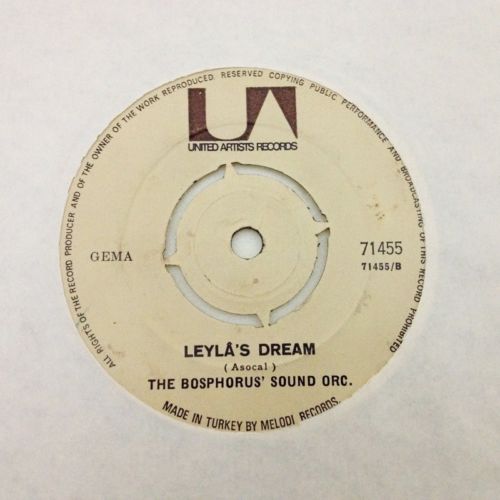 ALL RIGHTS OF THE RECORD PRODUCER AND OF THE OWNER OF THE WORK REPRODUCED. RESERVED COPYING PUBLIC, PERFORMANCE AND BROADCASTING OF THIS RECORD PROHIBITED
UA
UNITED ARTISTS RECORDS
GEMA
71455
71455/B
LEYLÂ'S DREAM
( Asocal )
THE BOSPHORUS' SOUND ORC.
MADE IN TURKEY BY MELODI RECORDS.